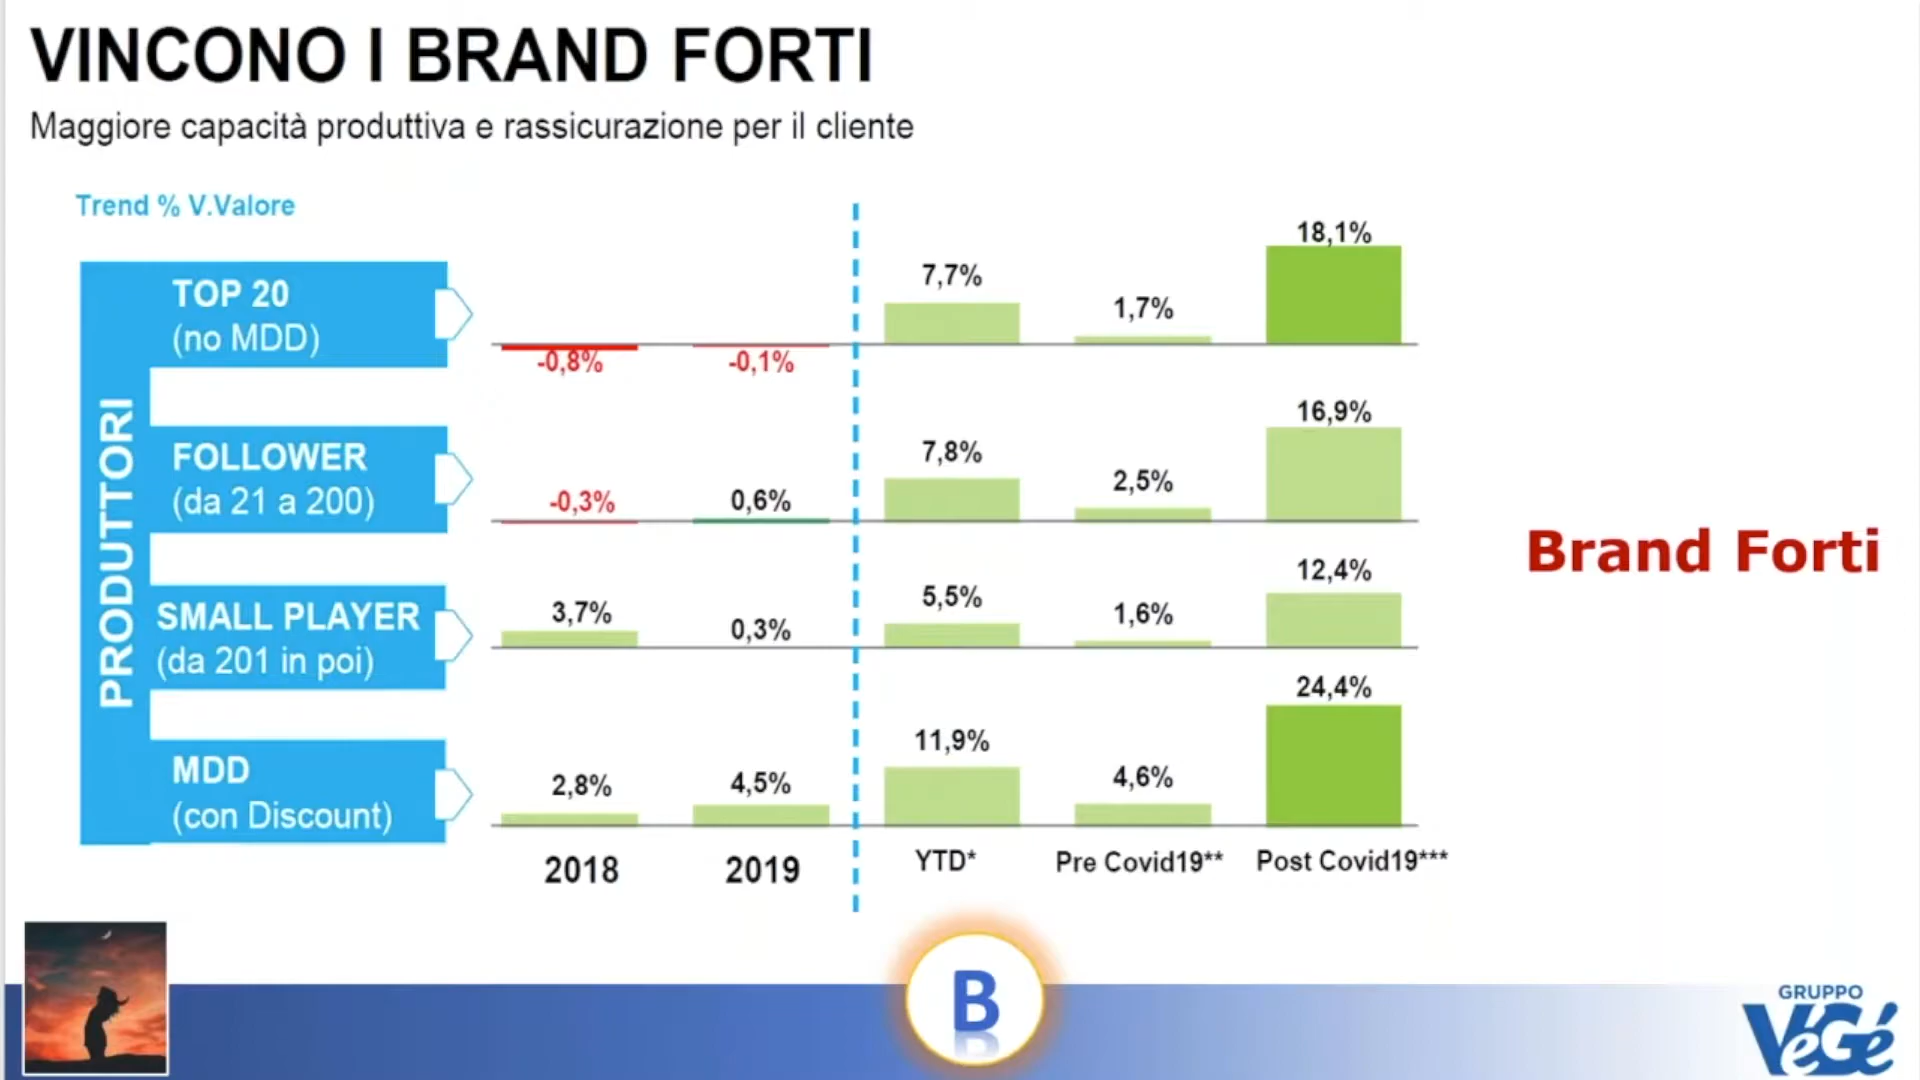 VINCONO I BRAND FORTI
Maggiore capacità produttiva e rassicurazione per il cliente
Trend % V.Valore
PRODUTTORI
TOP 20
(no MDD)
-0,8%
-0,1%
7,7%
1,7%
18,1%
FOLLOWER
(da 21 a 200)
-0,3%
0,6%
7,8%
2,5%
16,9%
Brand Forti
SMALL PLAYER
(da 201 in poi)
3,7%
0,3%
5,5%
1,6%
12,4%
MDD
(con Discount)
2,8%
4,5%
11,9%
4,6%
24,4%
2018
2019
YTD*
Pre Covid19**
Post Covid19***
B
GRUPPO
VéGé